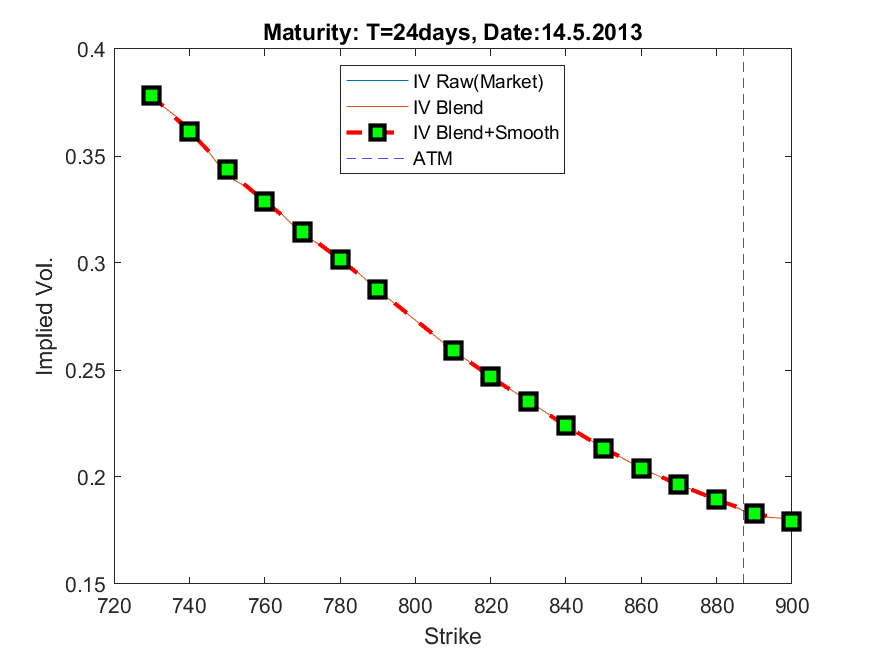 Maturity: T=24days, Date:14.5.2013
0.4
0.35
0.3
0.25
0.2
0.15
Implied Vol.
IV Raw(Market)
IV Blend
IV Blend+Smooth
ATM
720 740 760 780 800 820 840 860 880 900
Strike